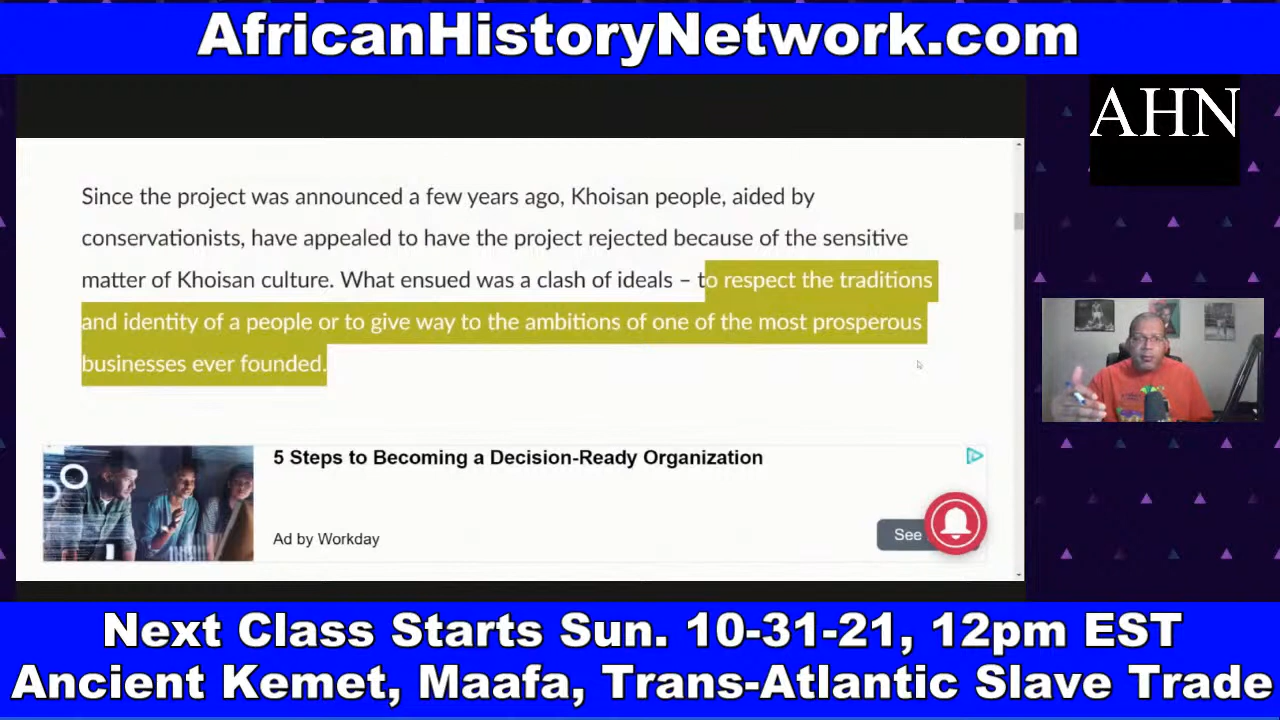 AfricanHistoryNetwork.com
AHN
Since the project was announced a few years ago, Khoisan people, aided by
conservationists, have appealed to have the project rejected because of the sensitive
matter of Khoisan culture. What ensued was a clash of ideals – to respect the traditions
and identity of a people or to give way to the ambitions of one of the most prosperous
businesses ever founded.
5 Steps to Becoming a Decision-Ready Organization
Ad by Workday
See
Next Class Starts Sun. 10-31-21, 12pm EST
Ancient Kemet, Maafa, Trans-Atlantic Slave Trade